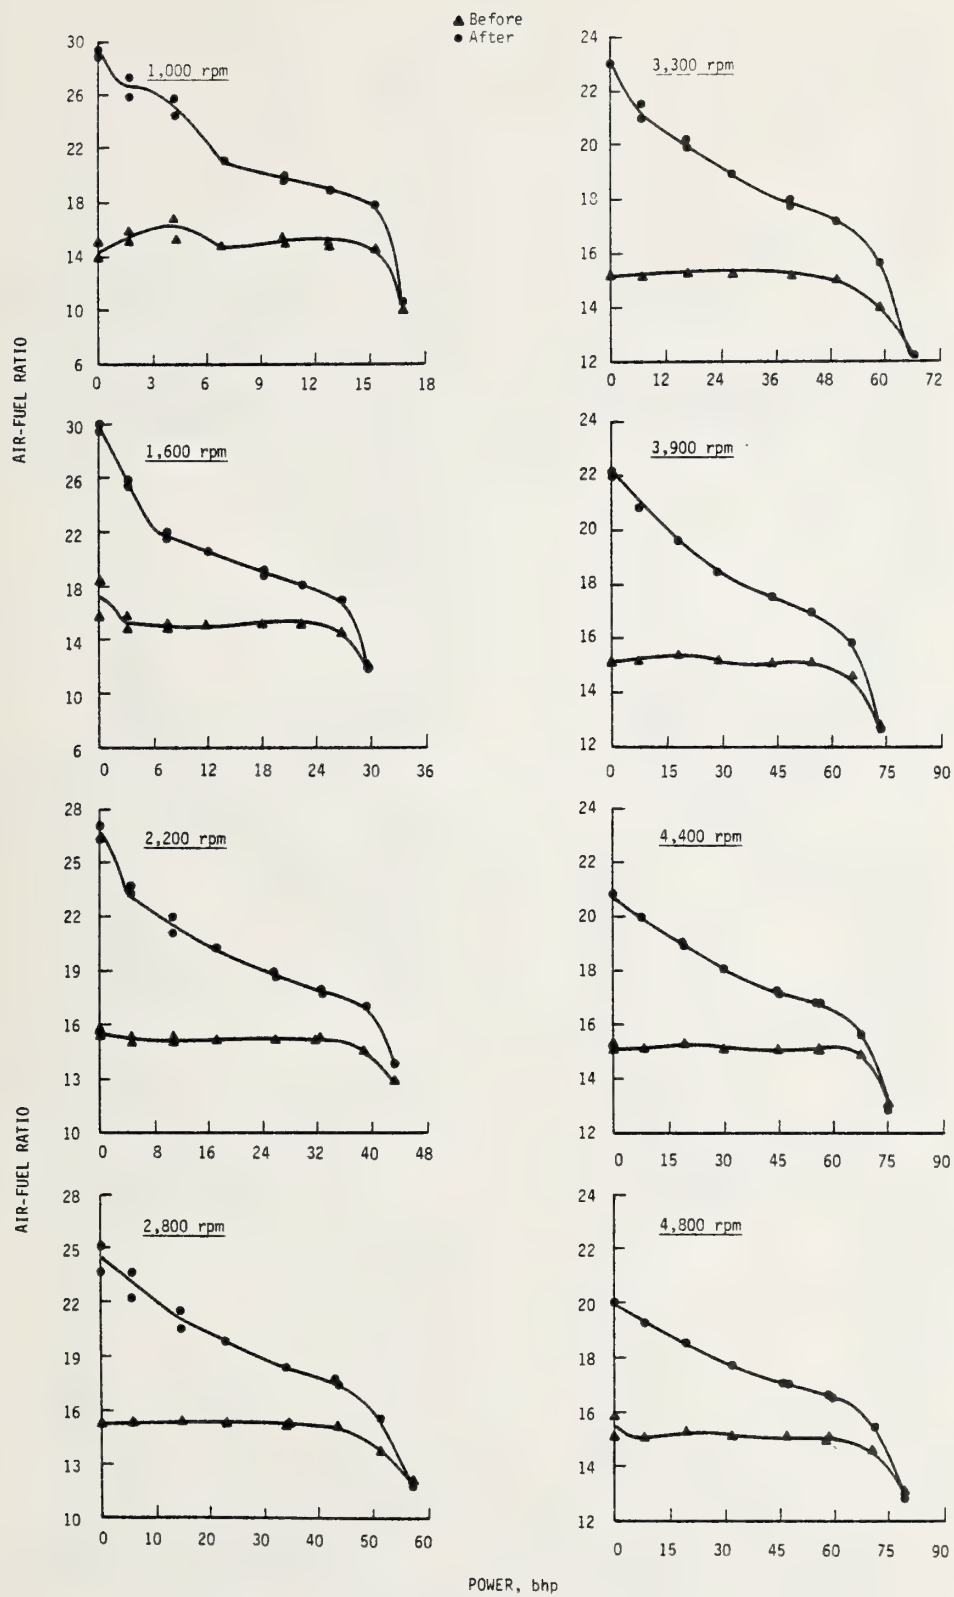 Before
After
1,000 rpm
30
26
22
18
14
10
6
0 3 6 9 12 15 18
3,300 rpm
24
22
20
18
16
14
12
0 12 24 36 48 60 72
AIR-FUEL RATIO
1,600 rpm
30
26
22
18
14
10
6
0 6 12 18 24 30 36
3,900 rpm
24
22
20
18
16
14
12
0 15 30 45 60 75 90
2,200 rpm
28
25
22
19
16
13
10
0 8 16 24 32 40 48
4,400 rpm
24
22
20
18
16
14
12
0 15 30 45 60 75 90
AIR-FUEL RATIO
2,800 rpm
28
25
22
19
16
13
10
0 10 20 30 40 50 60
4,800 rpm
24
22
20
18
16
14
12
0 15 30 45 60 75 90
POWER, bhp